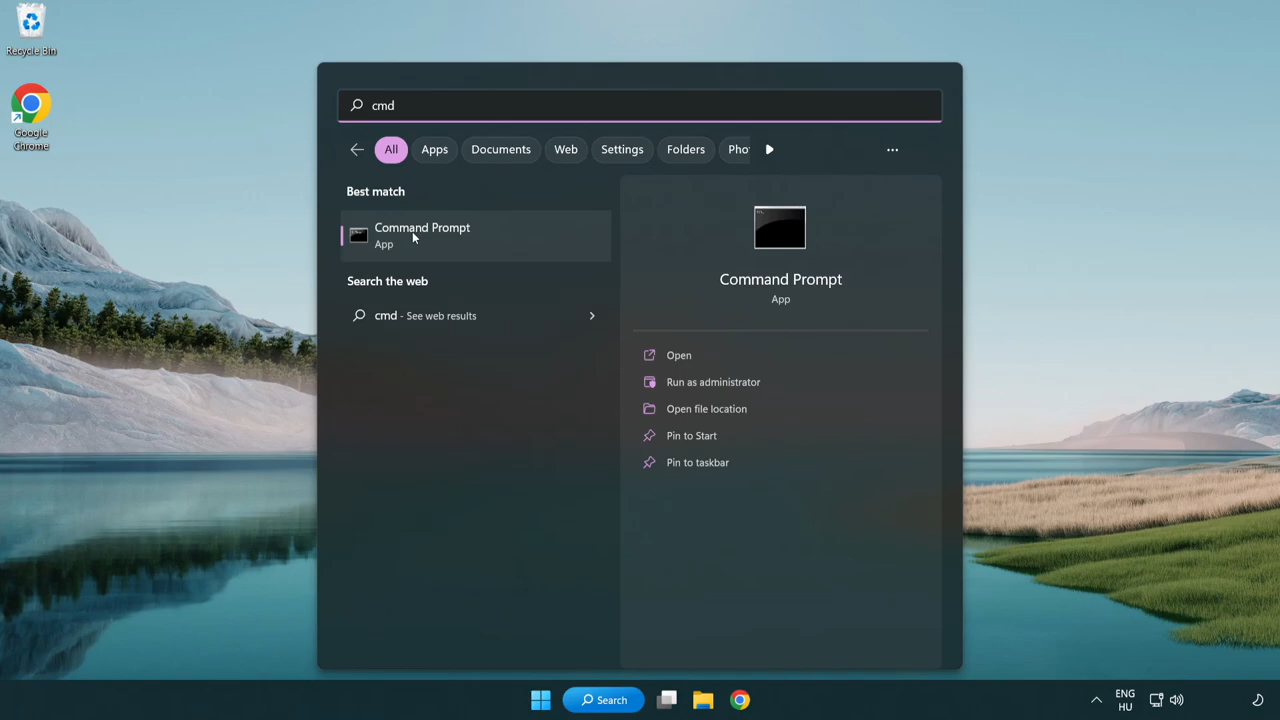 Recycle Bin
Google
Chrome
cmd
All Apps Documents Web Settings Folders Pho
Best match
Command Prompt
App
Search the web
cmd - See web results
Command Prompt
App
Open
Run as administrator
Open file location
Pin to Start
Pin to taskbar
Search
ENG
HU